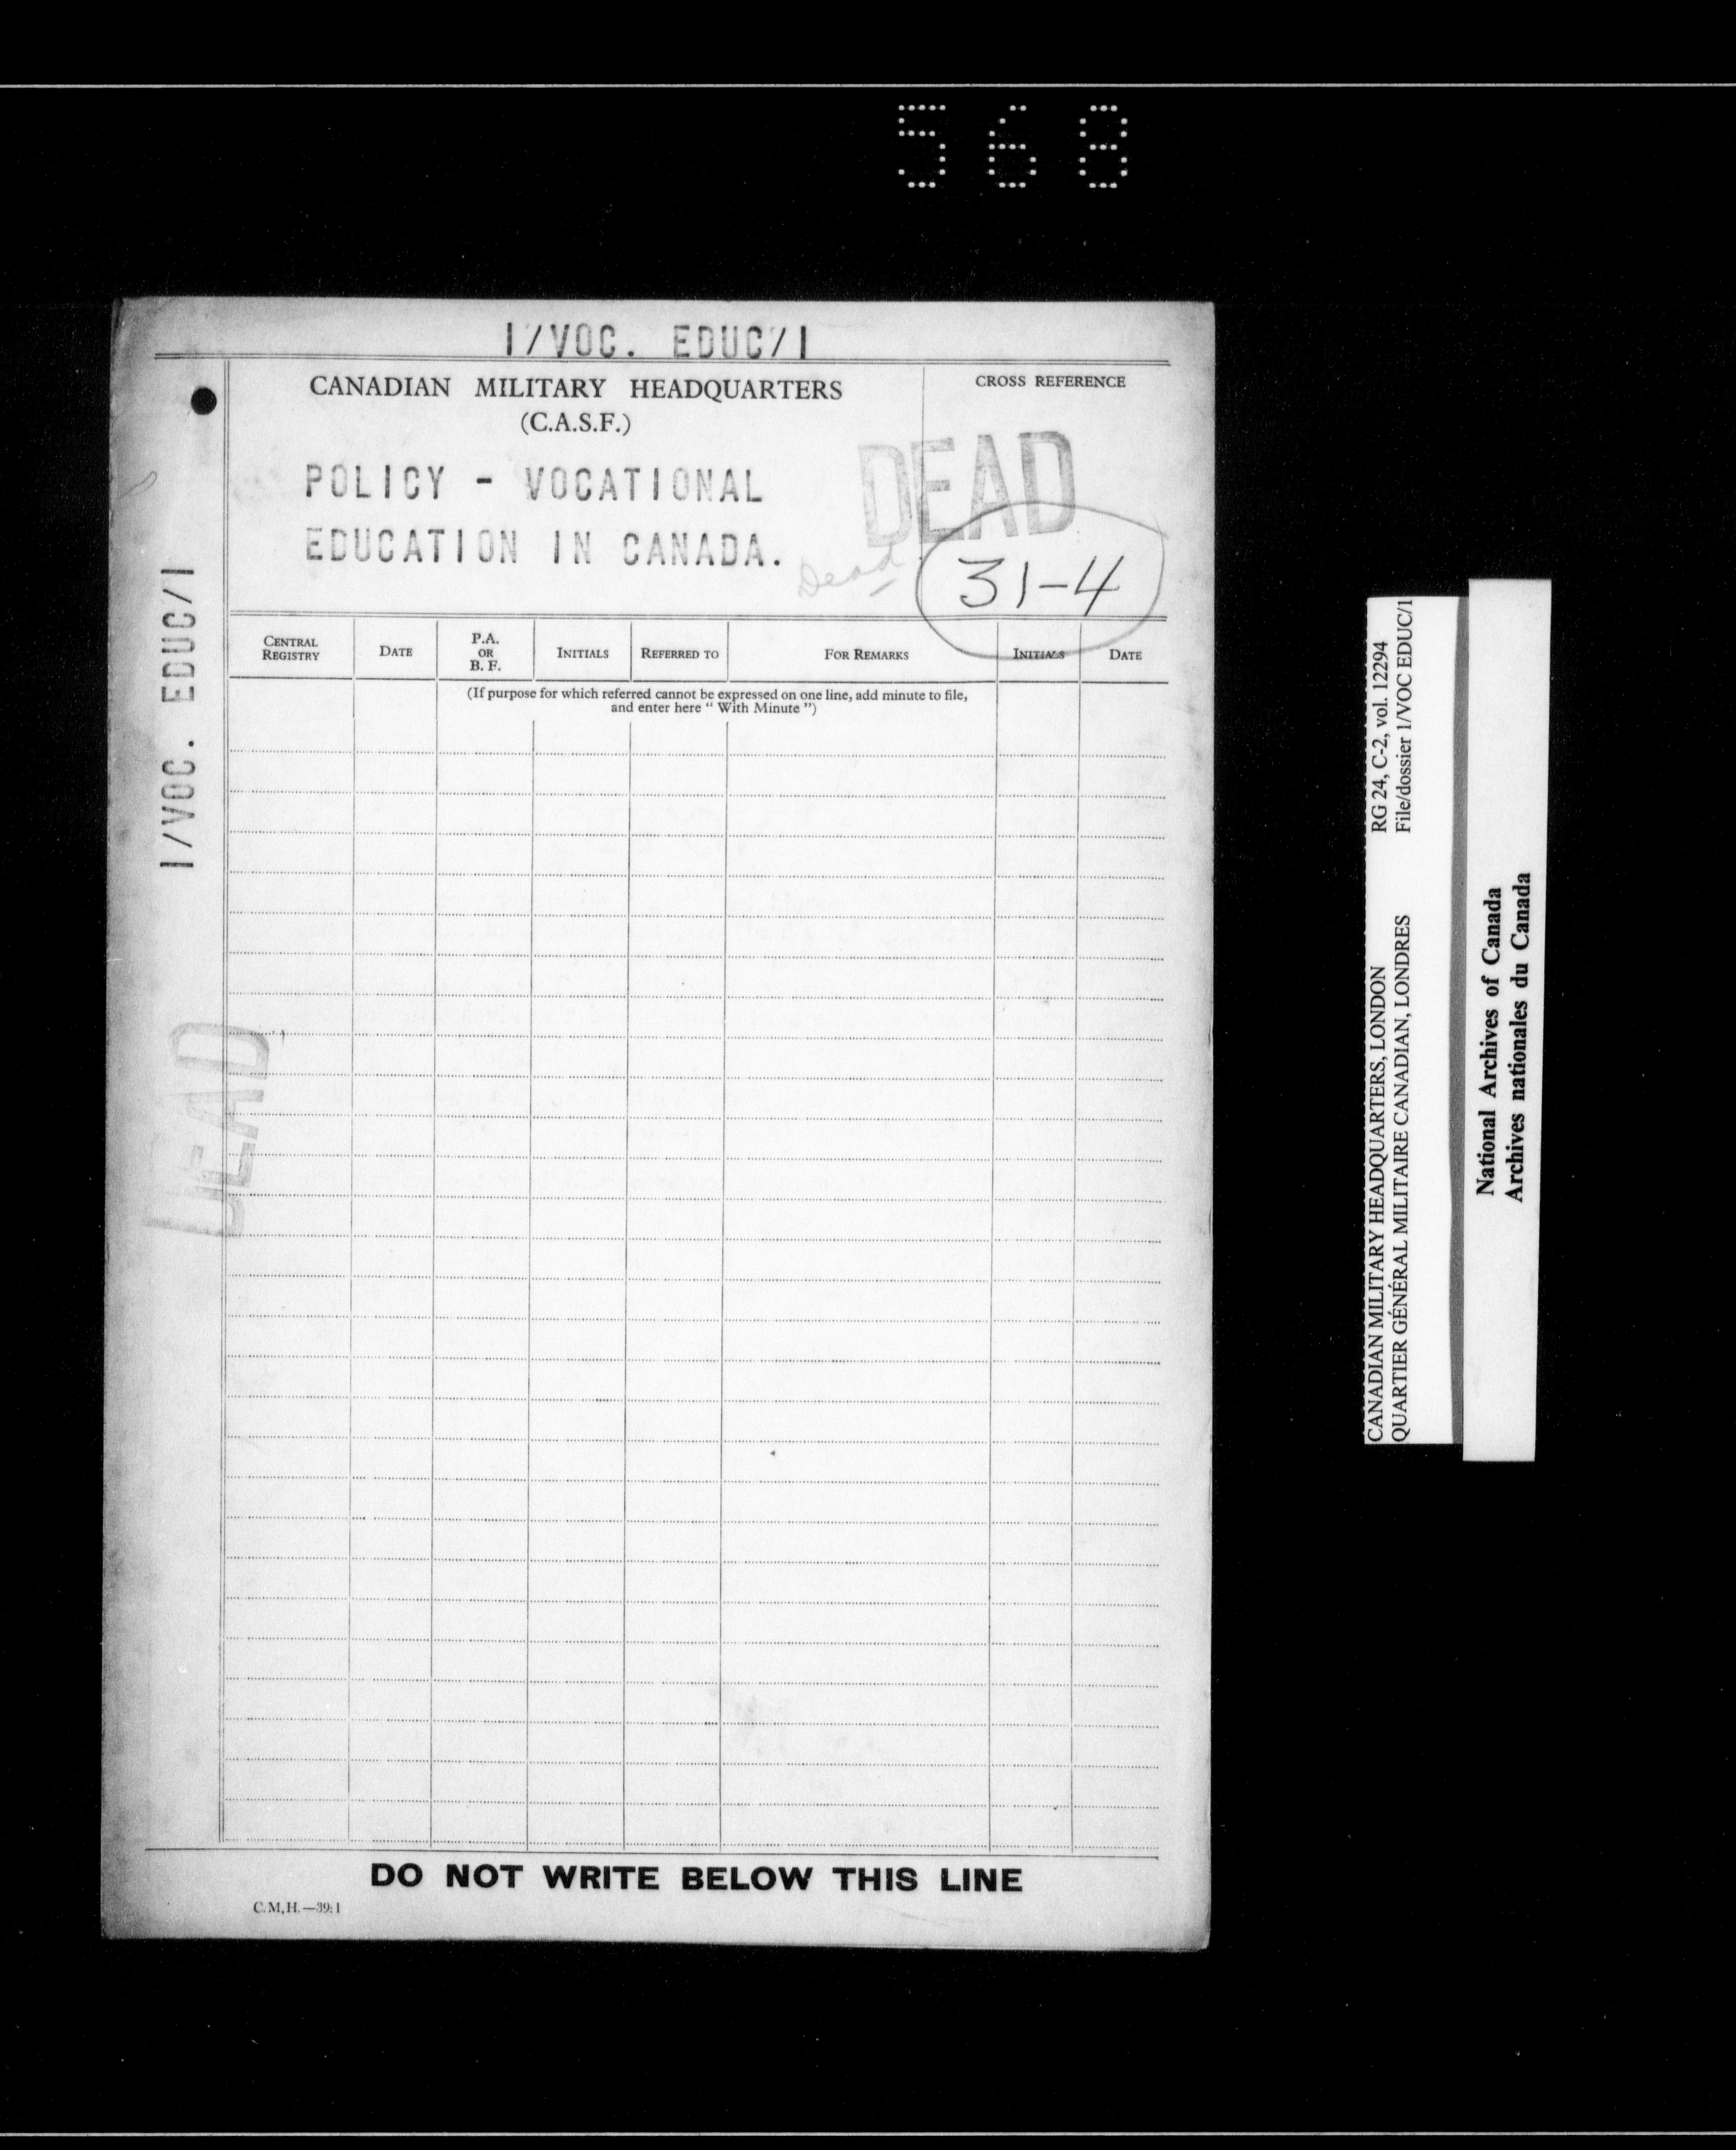 568
1/VOC. EDUC/1
CANADIAN MILITARY HEADQUARTERS
(C.A.S.F.)
CROSS REFERENCE
POLICY - VOCATIONAL
EDUCATION IN CANADA.
DEAD
Dead
31-4
1/VOC. EDUC/1
CENTRAL REGISTRY
DATE
P.A. OR B. F.
INITIALS
REFERRED TO
FOR REMARKS
INITIALS
DATE
(If purpose for which referred cannot be expressed on one line, add minute to file,
and enter here “ With Minute ”)
DEAD
DO NOT WRITE BELOW THIS LINE
C.M.H.—39:1
CANADIAN MILITARY HEADQUARTERS, LONDON RG 24, C-2, vol. 12294
QUARTIER GÉNÉRAL MILITAIRE CANADIAN, LONDRES File/dossier 1/VOC EDUC/1
National Archives of Canada
Archives nationales du Canada